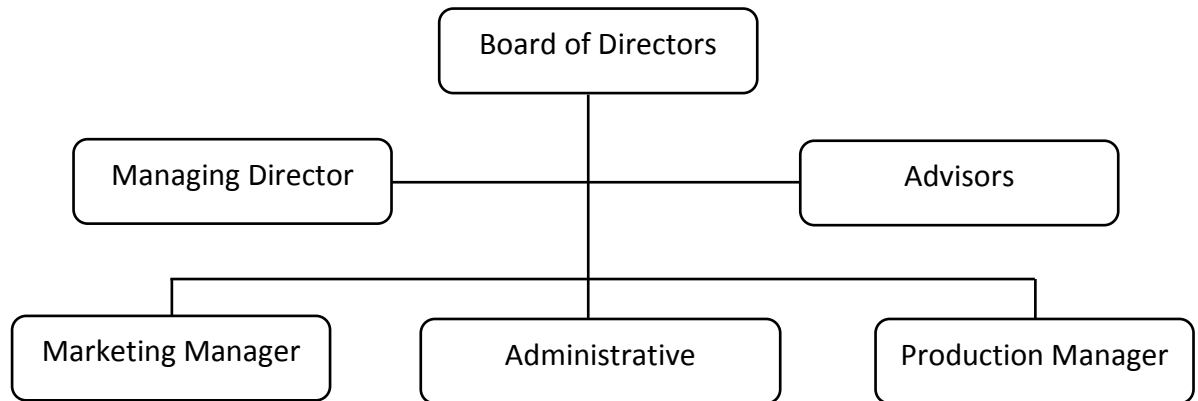 Board of Directors
Managing Director
Advisors
Marketing Manager
Administrative
Production Manager